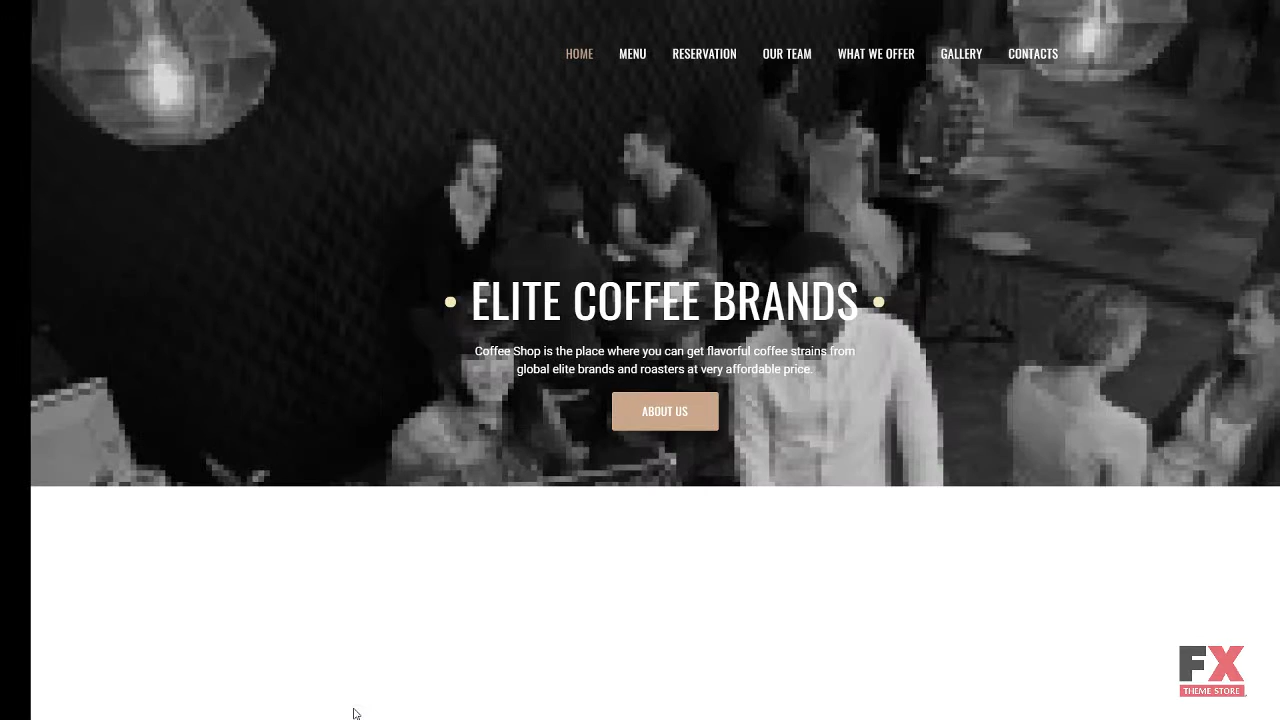 HOME MENU RESERVATION OUR TEAM WHAT WE OFFER GALLERY CONTACTS
ELITE COFFEE BRANDS
Coffee Shop is the place where you can get flavorful coffee strains from
global elite brands and roasters at very affordable price.
ABOUT US
FX
THEME STORE